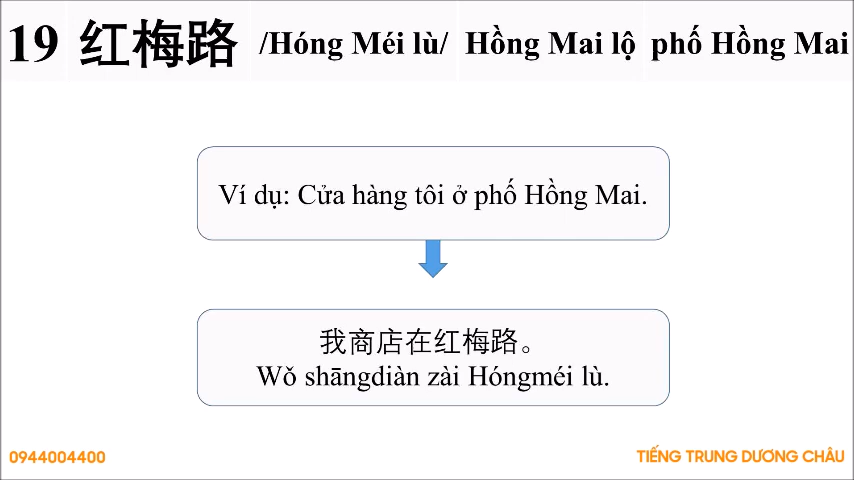 19 红梅路 /Hóng Méi lù/ Hồng Mai lộ phố Hồng Mai
Ví dụ: Cửa hàng tôi ở phố Hồng Mai.
我商店在红梅路。
Wǒ shāngdiàn zài Hóngméi lù.
0944004400
TIẾNG TRUNG DƯƠNG CHÂU